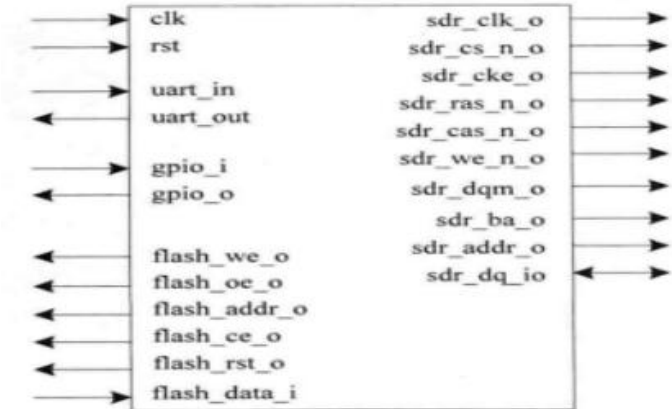 clk
rst
uart_in
uart_out
gpio_i
gpio_o
flash_we_o
flash_oe_o
flash_addr_o
flash_ce_o
flash_rst_o
flash_data_i
sdr_clk_o
sdr_cs_n_o
sdr_cke_o
sdr_ras_n_o
sdr_cas_n_o
sdr_we_n_o
sdr_dqm_o
sdr_ba_o
sdr_addr_o
sdr_dq_io